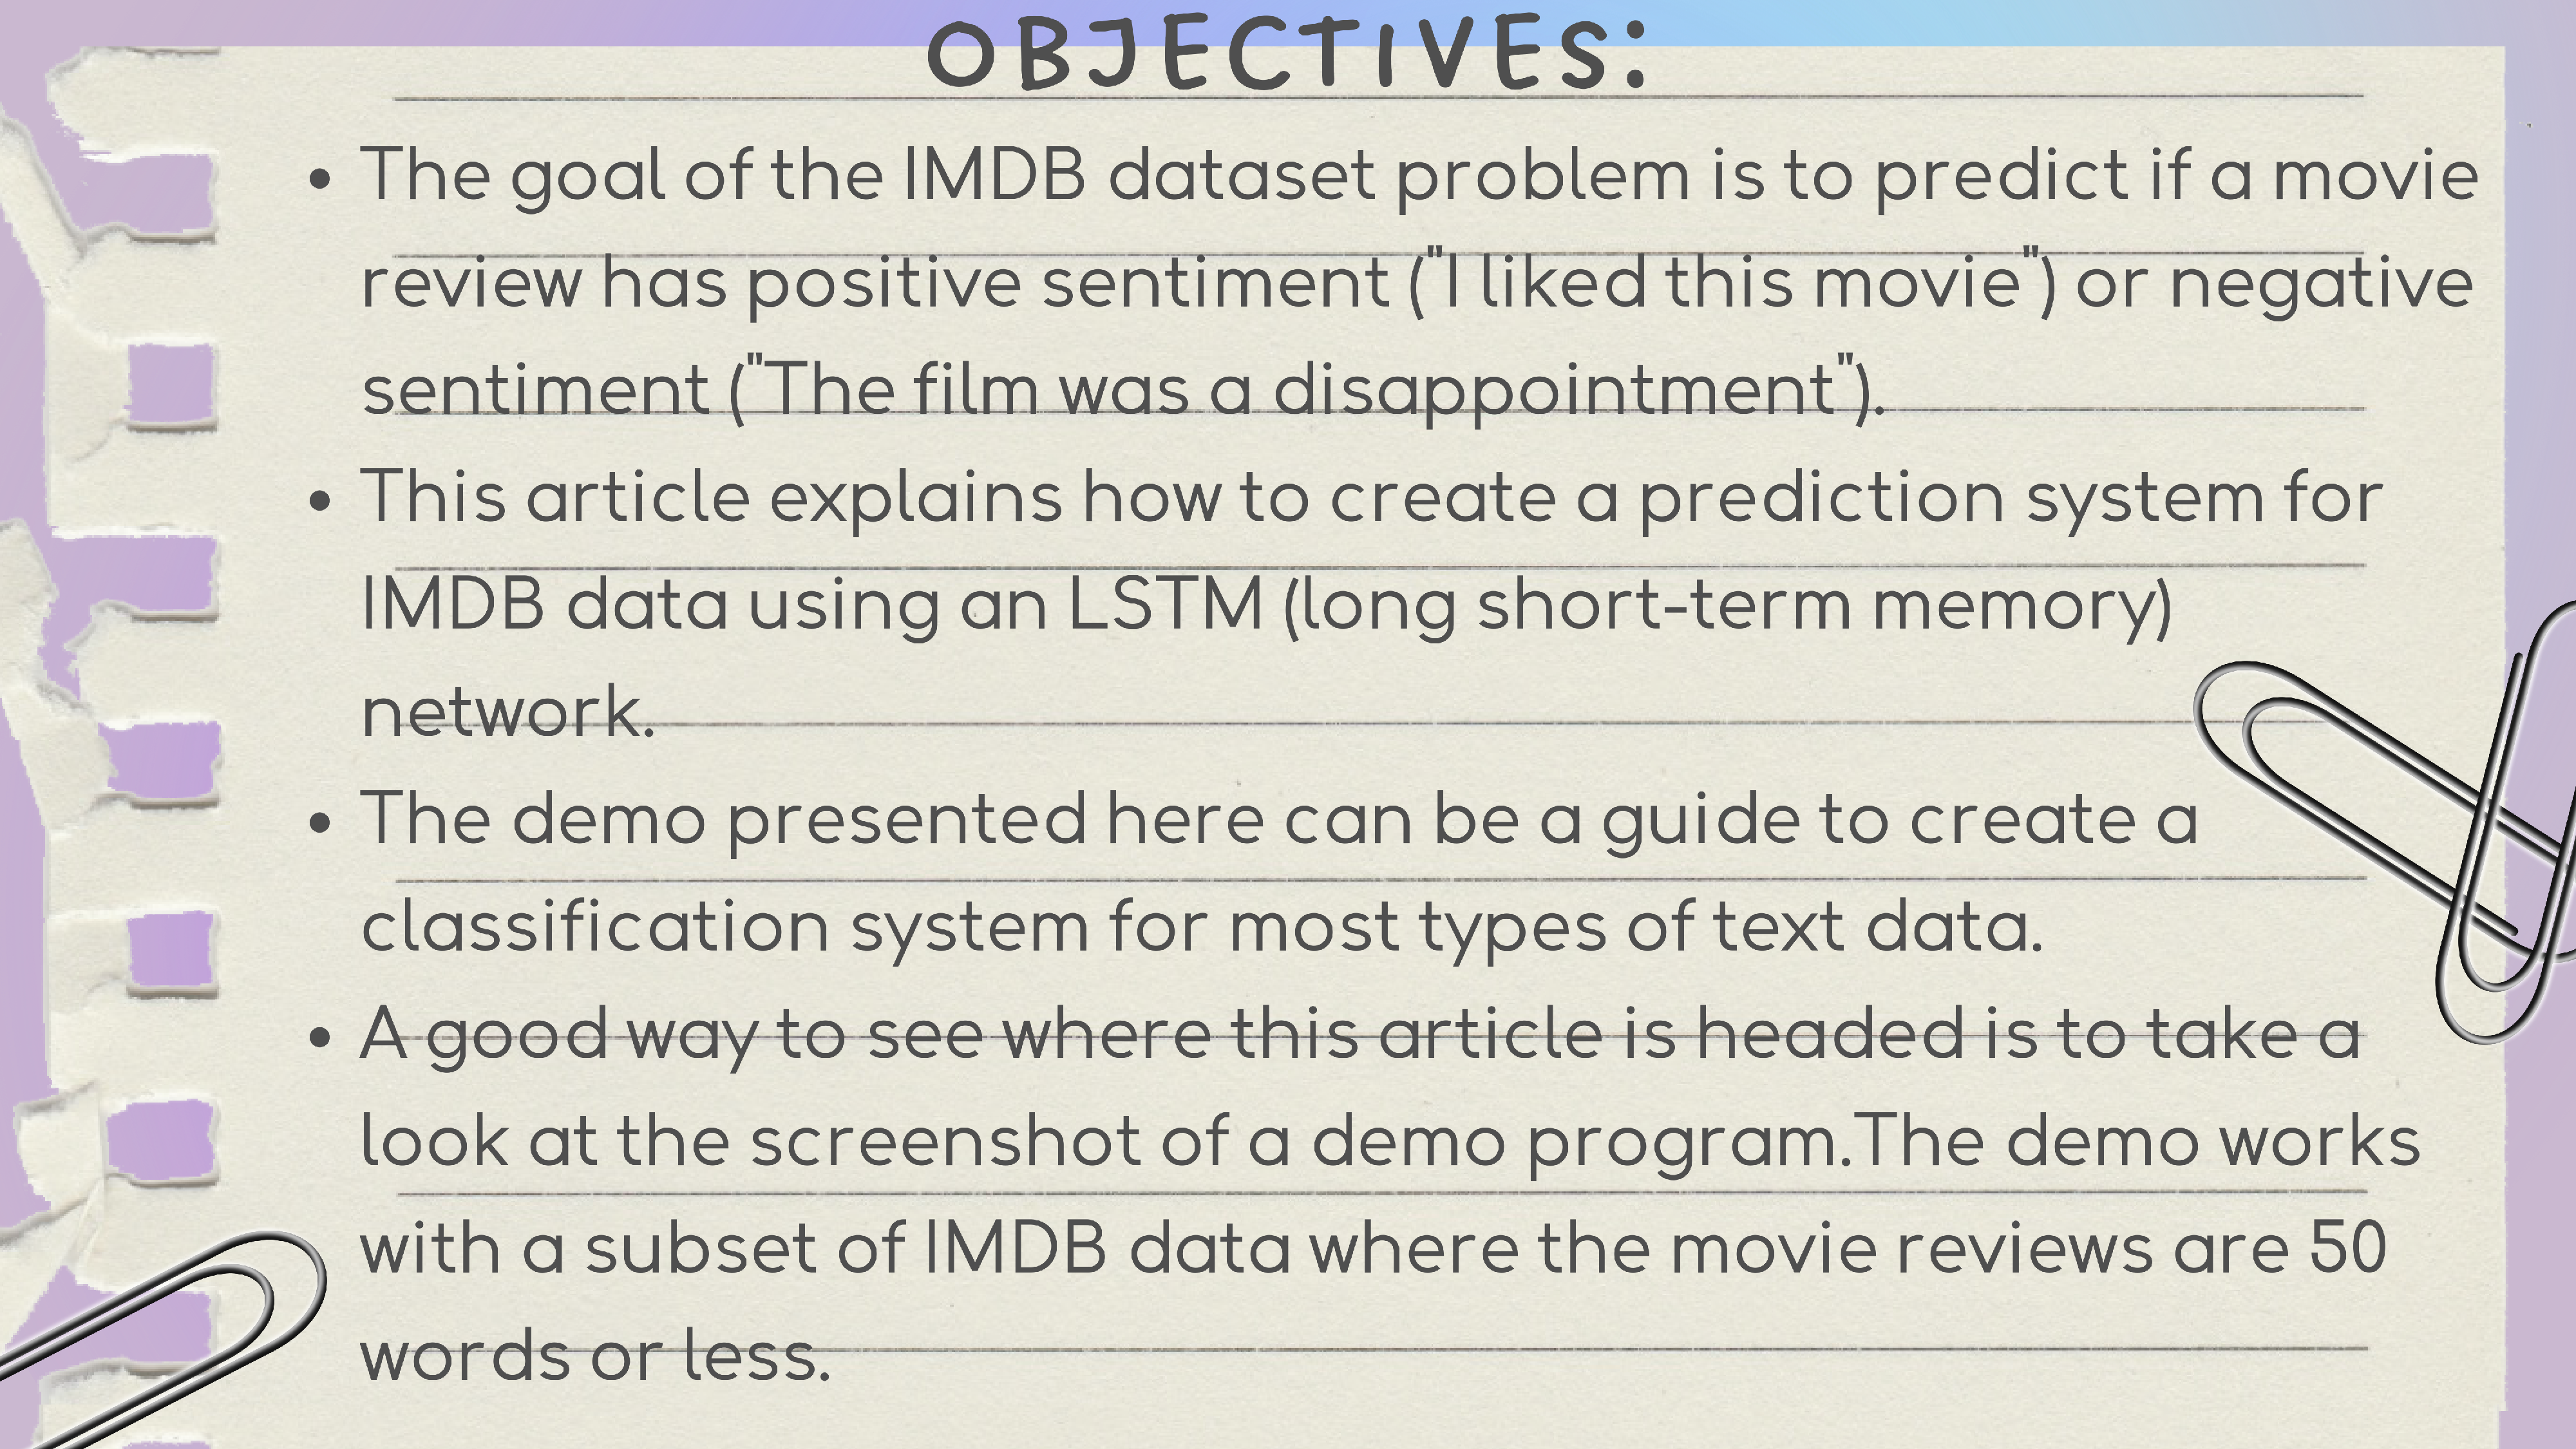 OBJECTIVES:
• The goal of the IMDB dataset problem is to predict if a movie
review has positive sentiment ("I liked this movie") or negative
sentiment ("The film was a disappointment").
• This article explains how to create a prediction system for
IMDB data using an LSTM (long short-term memory)
network.
• The demo presented here can be a guide to create a
classification system for most types of text data.
• A good way to see where this article is headed is to take a
look at the screenshot of a demo program.The demo works
with a subset of IMDB data where the movie reviews are 50
words or less.